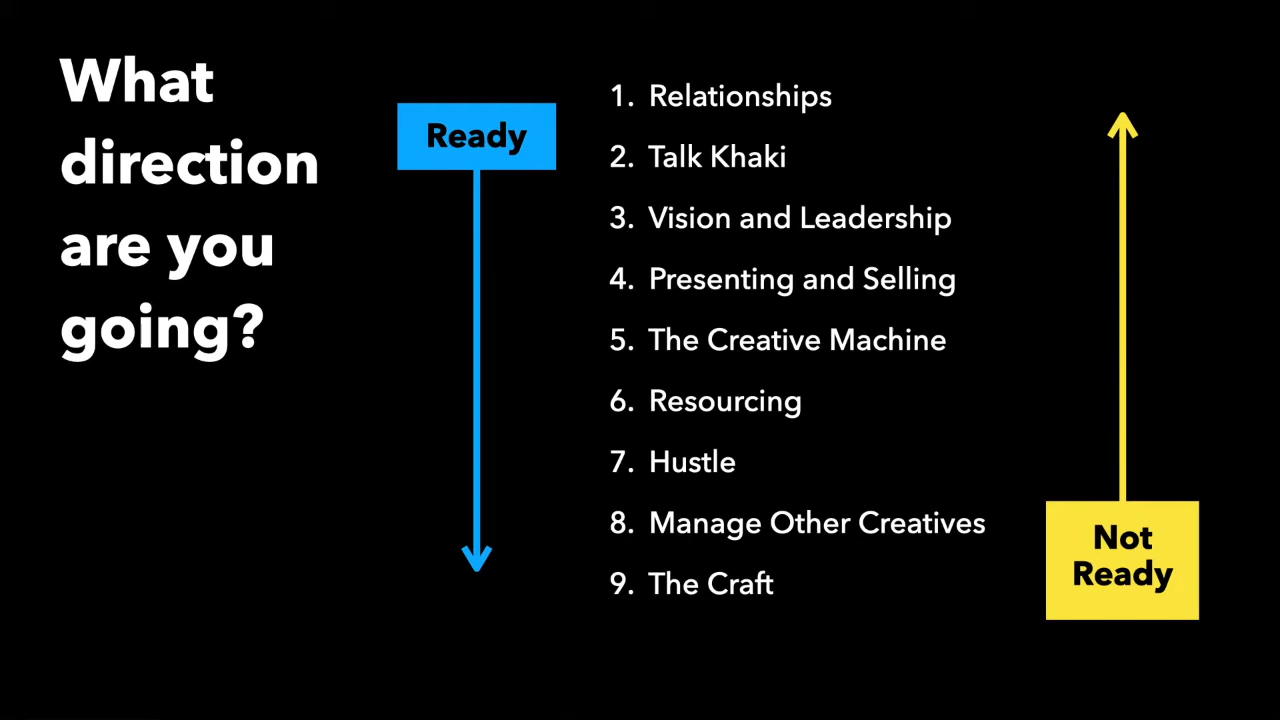 What
direction
are you
going?
Ready
1. Relationships
2. Talk Khaki
3. Vision and Leadership
4. Presenting and Selling
5. The Creative Machine
6. Resourcing
7. Hustle
8. Manage Other Creatives
9. The Craft
Not
Ready